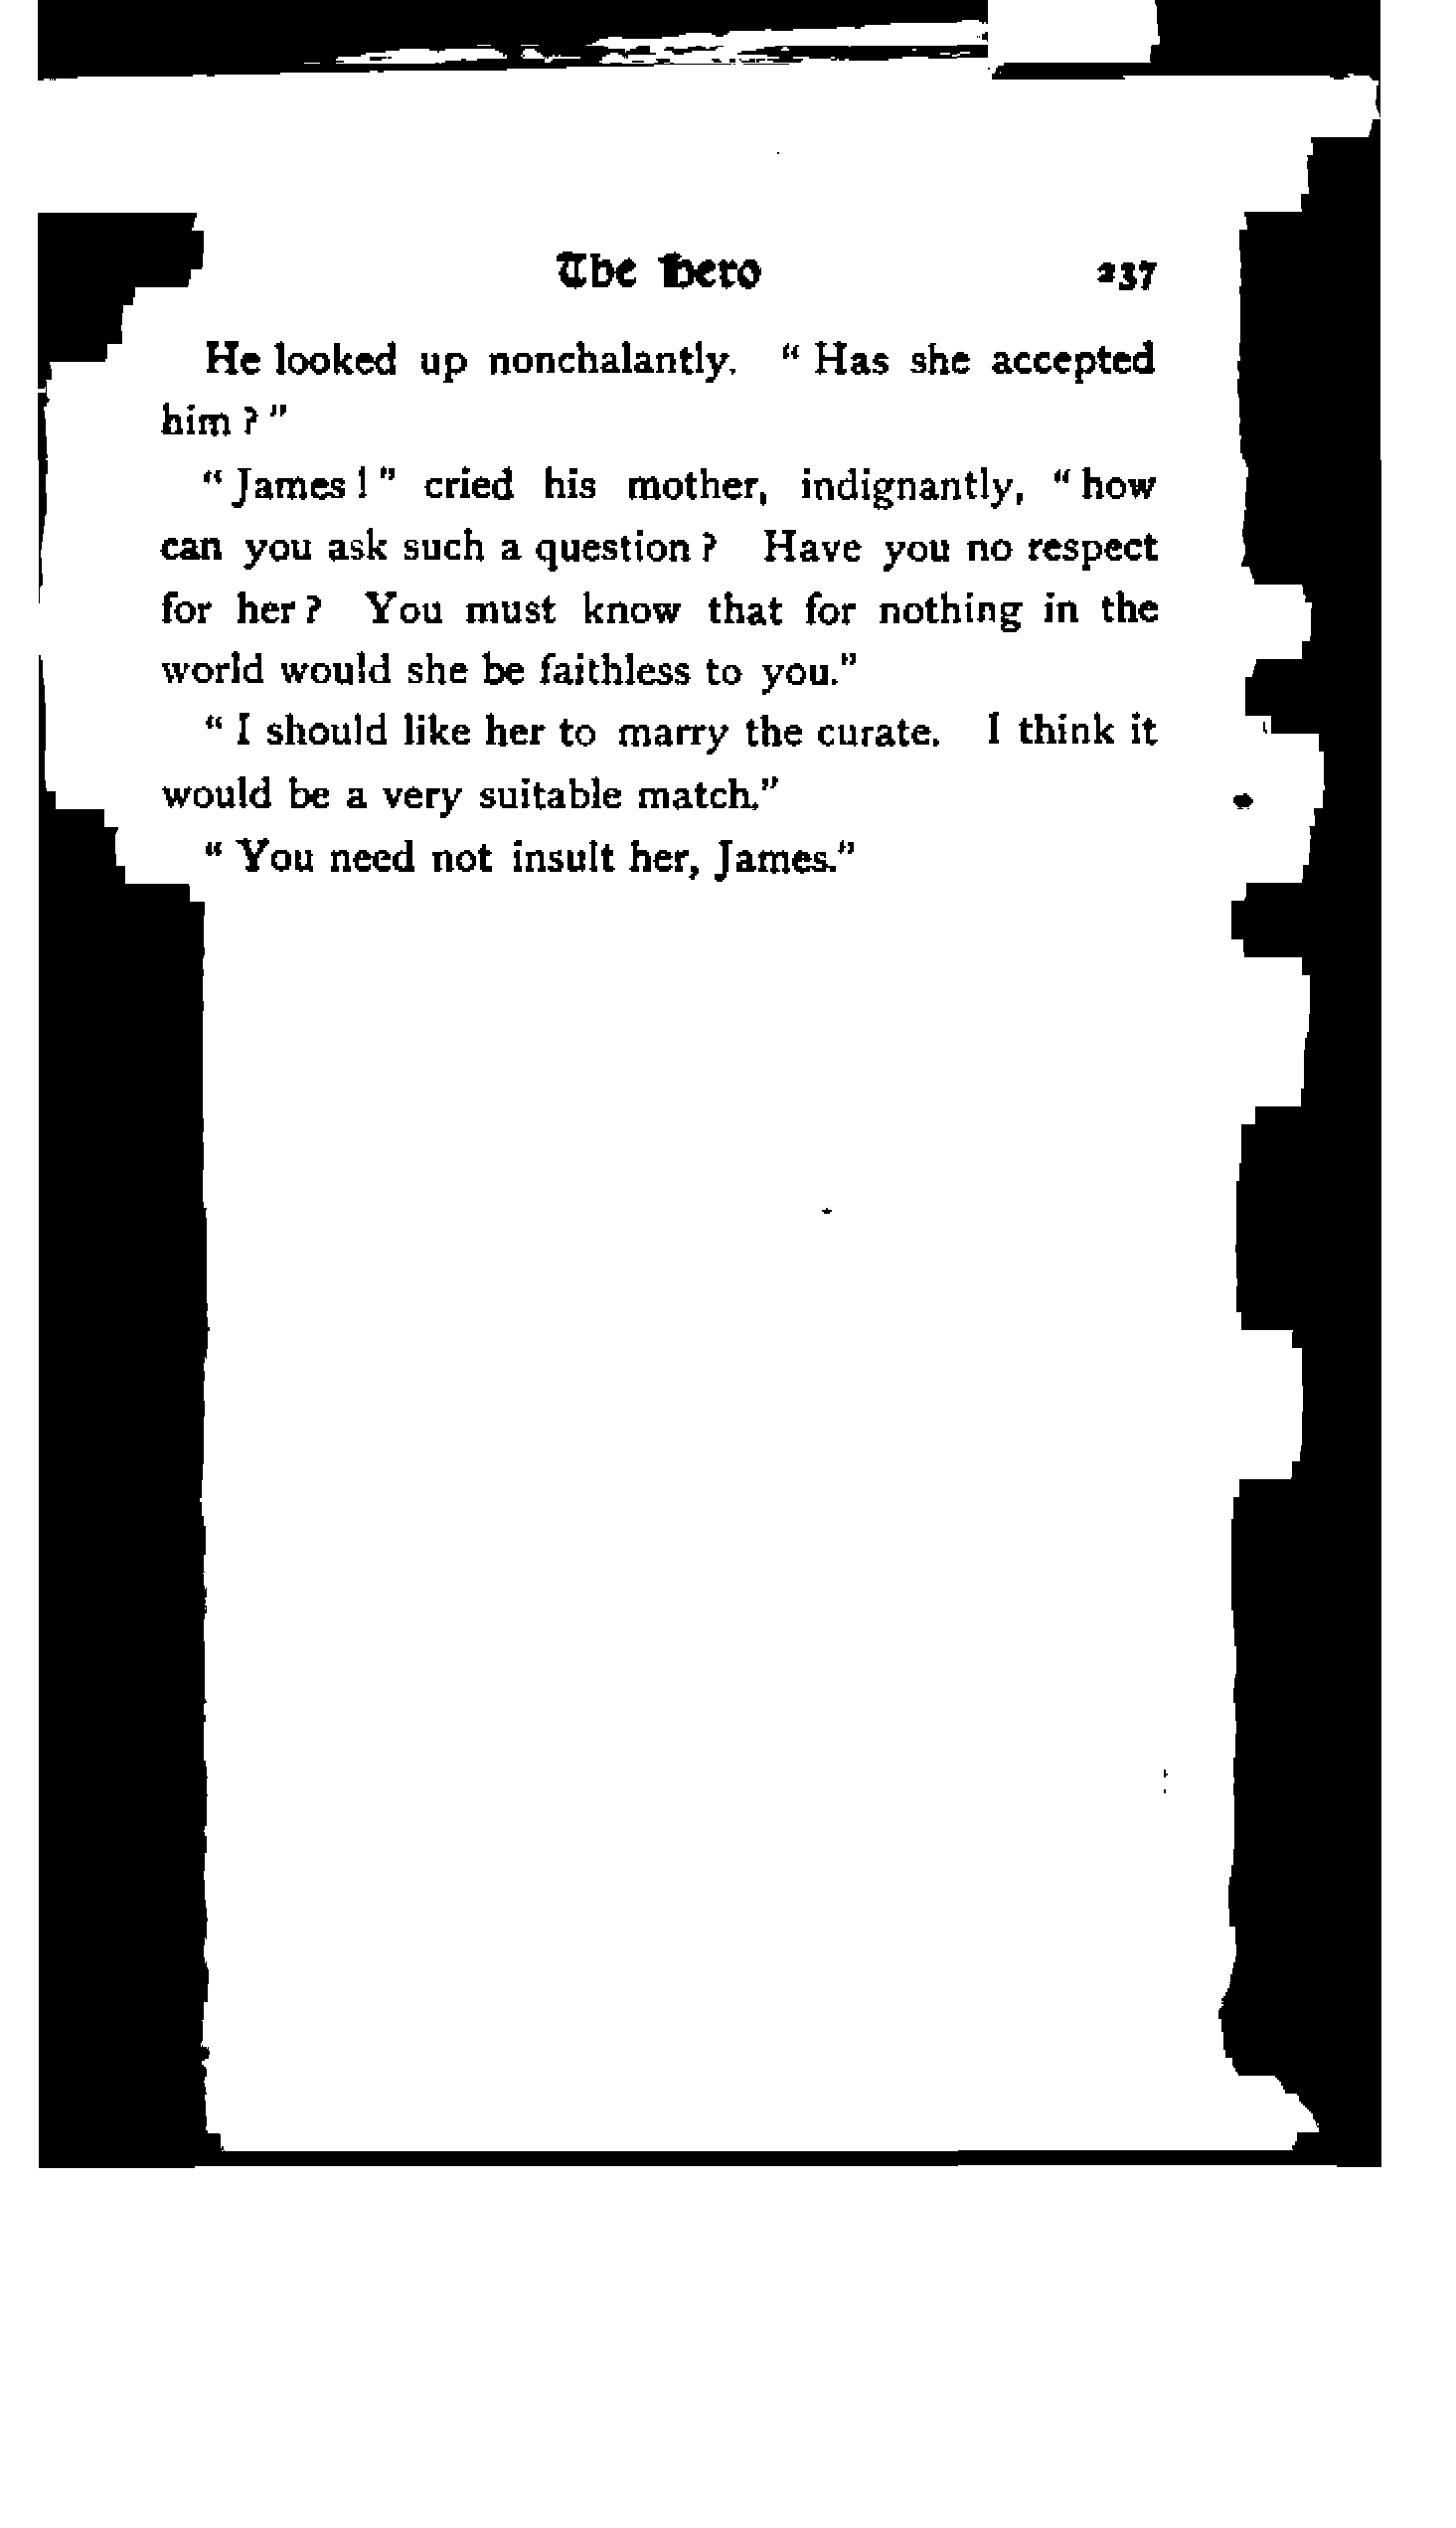 The Hero 237
He looked up nonchalantly. "Has she accepted
him?"
"James!" cried his mother, indignantly, "how
can you ask such a question? Have you no respect
for her? You must know that for nothing in the
world would she be faithless to you."
"I should like her to marry the curate. I think it
would be a very suitable match."
"You need not insult her, James."